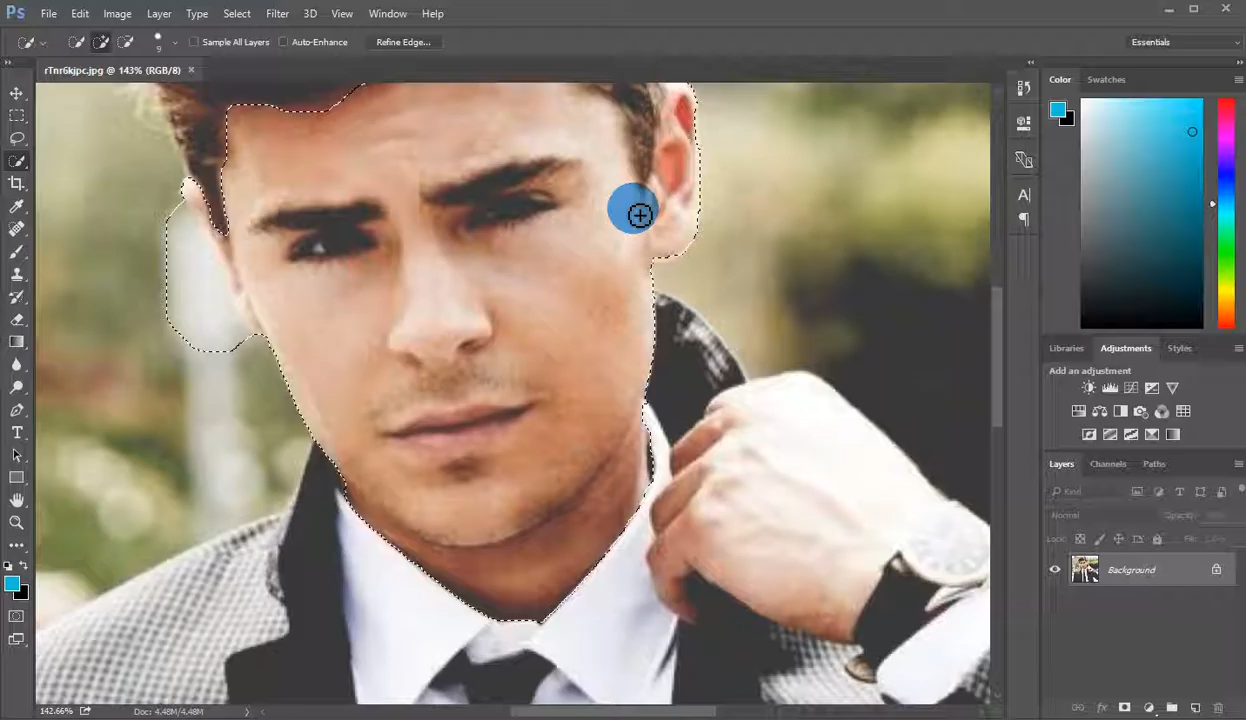 Ps File Edit Image Layer Type Select Filter 3D View Window Help
9 Sample All Layers Auto-Enhance Refine Edge... Essentials
rTnr6kjpc.jpg @ 143% (RGB/8) ×
Color Swatches
Libraries Adjustments Styles
Add an adjustment
Layers Channels Paths
Kind
Normal Opacity:
Lock: Fill:
Background
142.66% Doc: 4.48M/4.48M